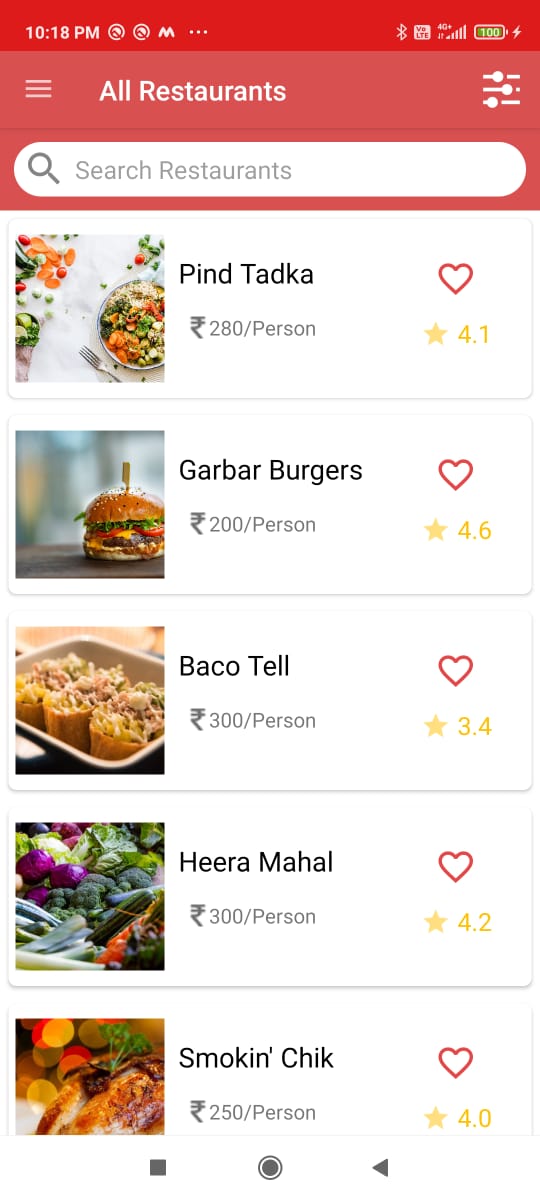 10:18 PM
Vo LTE 4G+ 100
All Restaurants
Search Restaurants
Pind Tadka
₹280/Person
4.1
Garbar Burgers
₹200/Person
4.6
Baco Tell
₹300/Person
3.4
Heera Mahal
₹300/Person
4.2
Smokin' Chik
₹250/Person
4.0